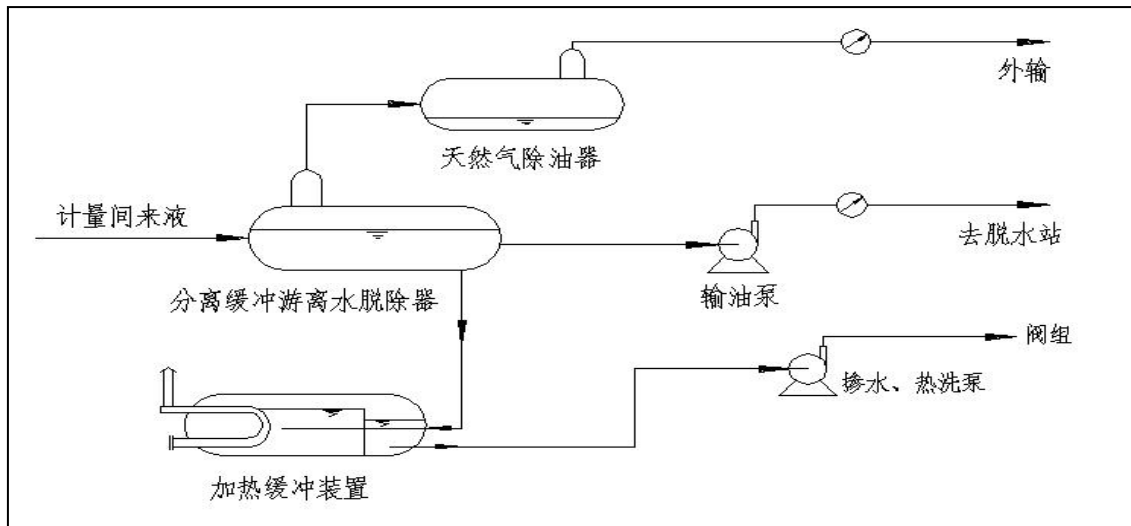 外输
天然气除油器
计量间来液
去脱水站
分离缓冲游离水脱除器
输油泵
阀组
掺水、热洗泵
加热缓冲装置